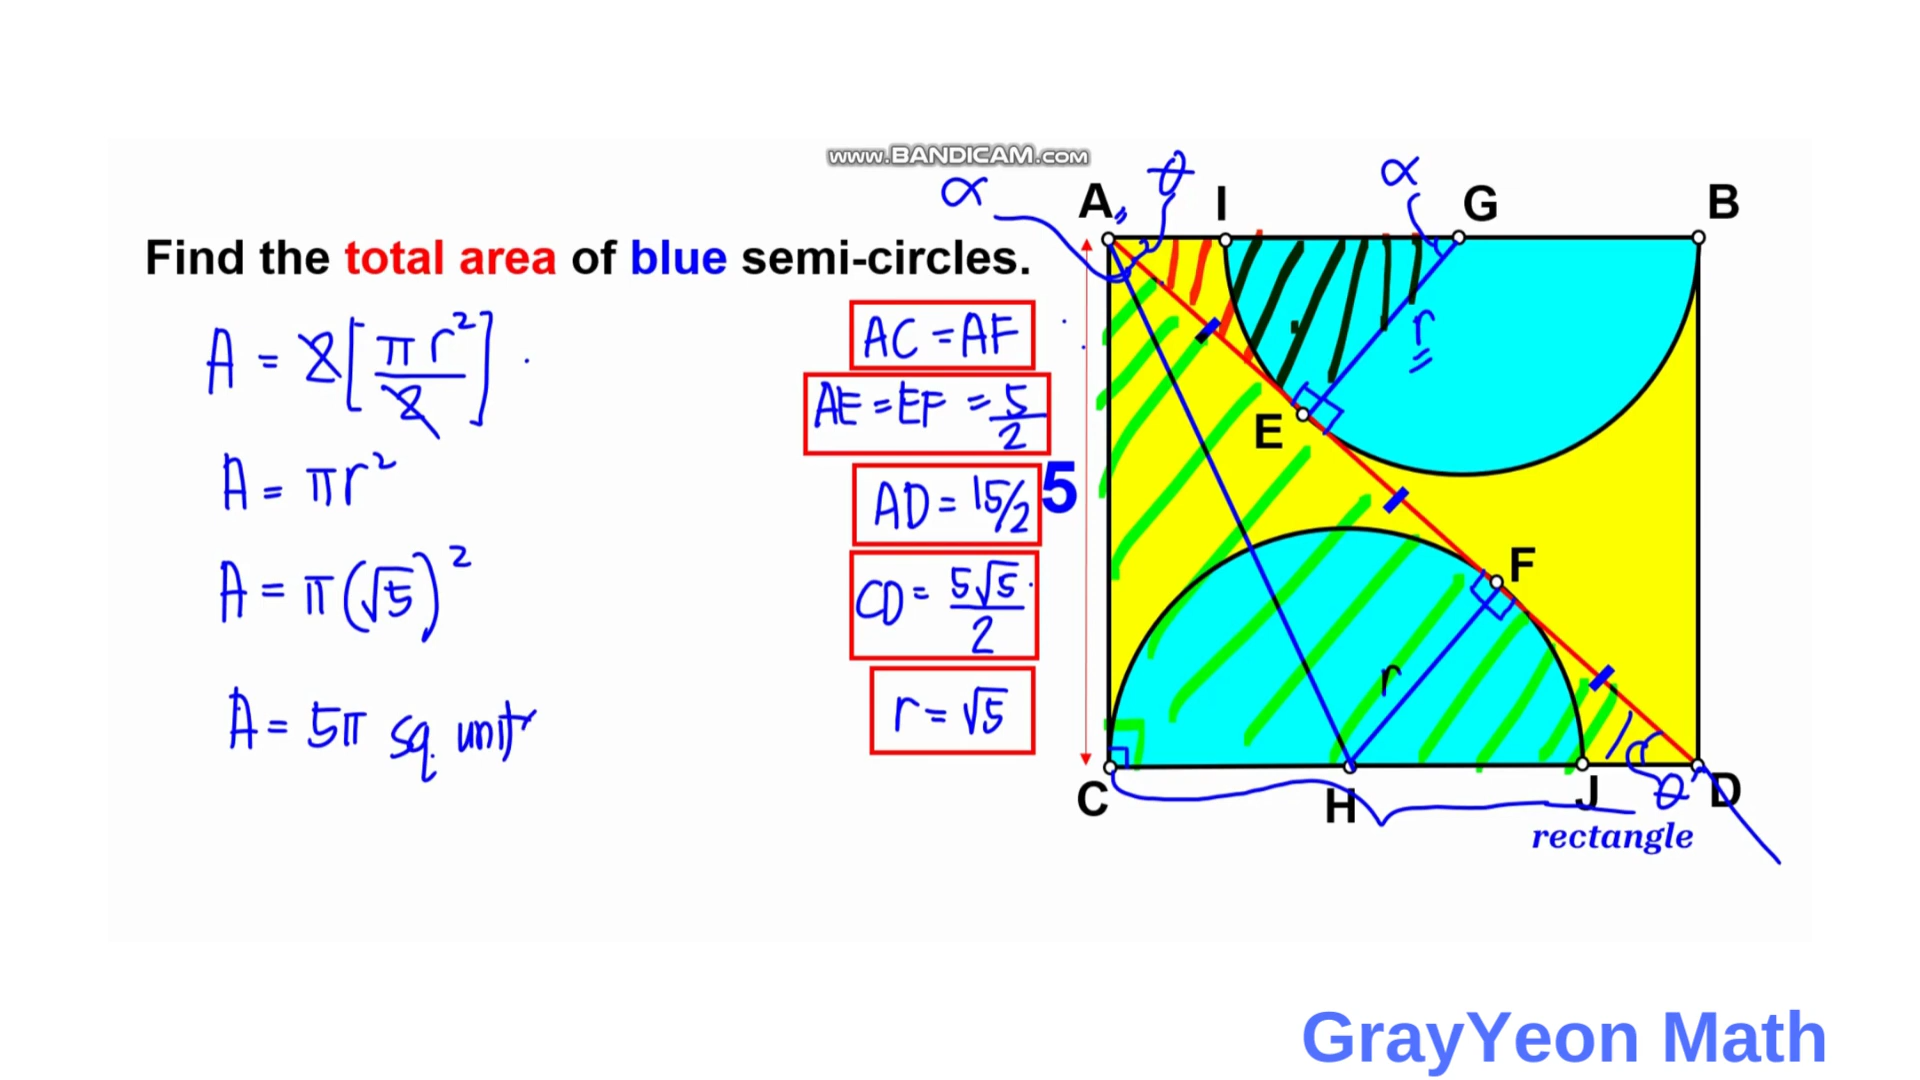 www.BANDICAM.com
Find the total area of blue semi-circles.
A = 2[πr²/2]
A = πr²
A = π(√5)²
A = 5π sq. unit
AC = AF
AE = EF = 5/2
AD = 15/2
CD = 5√5/2
r = √5
α
θ
α
A
I
G
B
r
E
5
F
r
C
H
J
θ
D
rectangle
GrayYeon Math